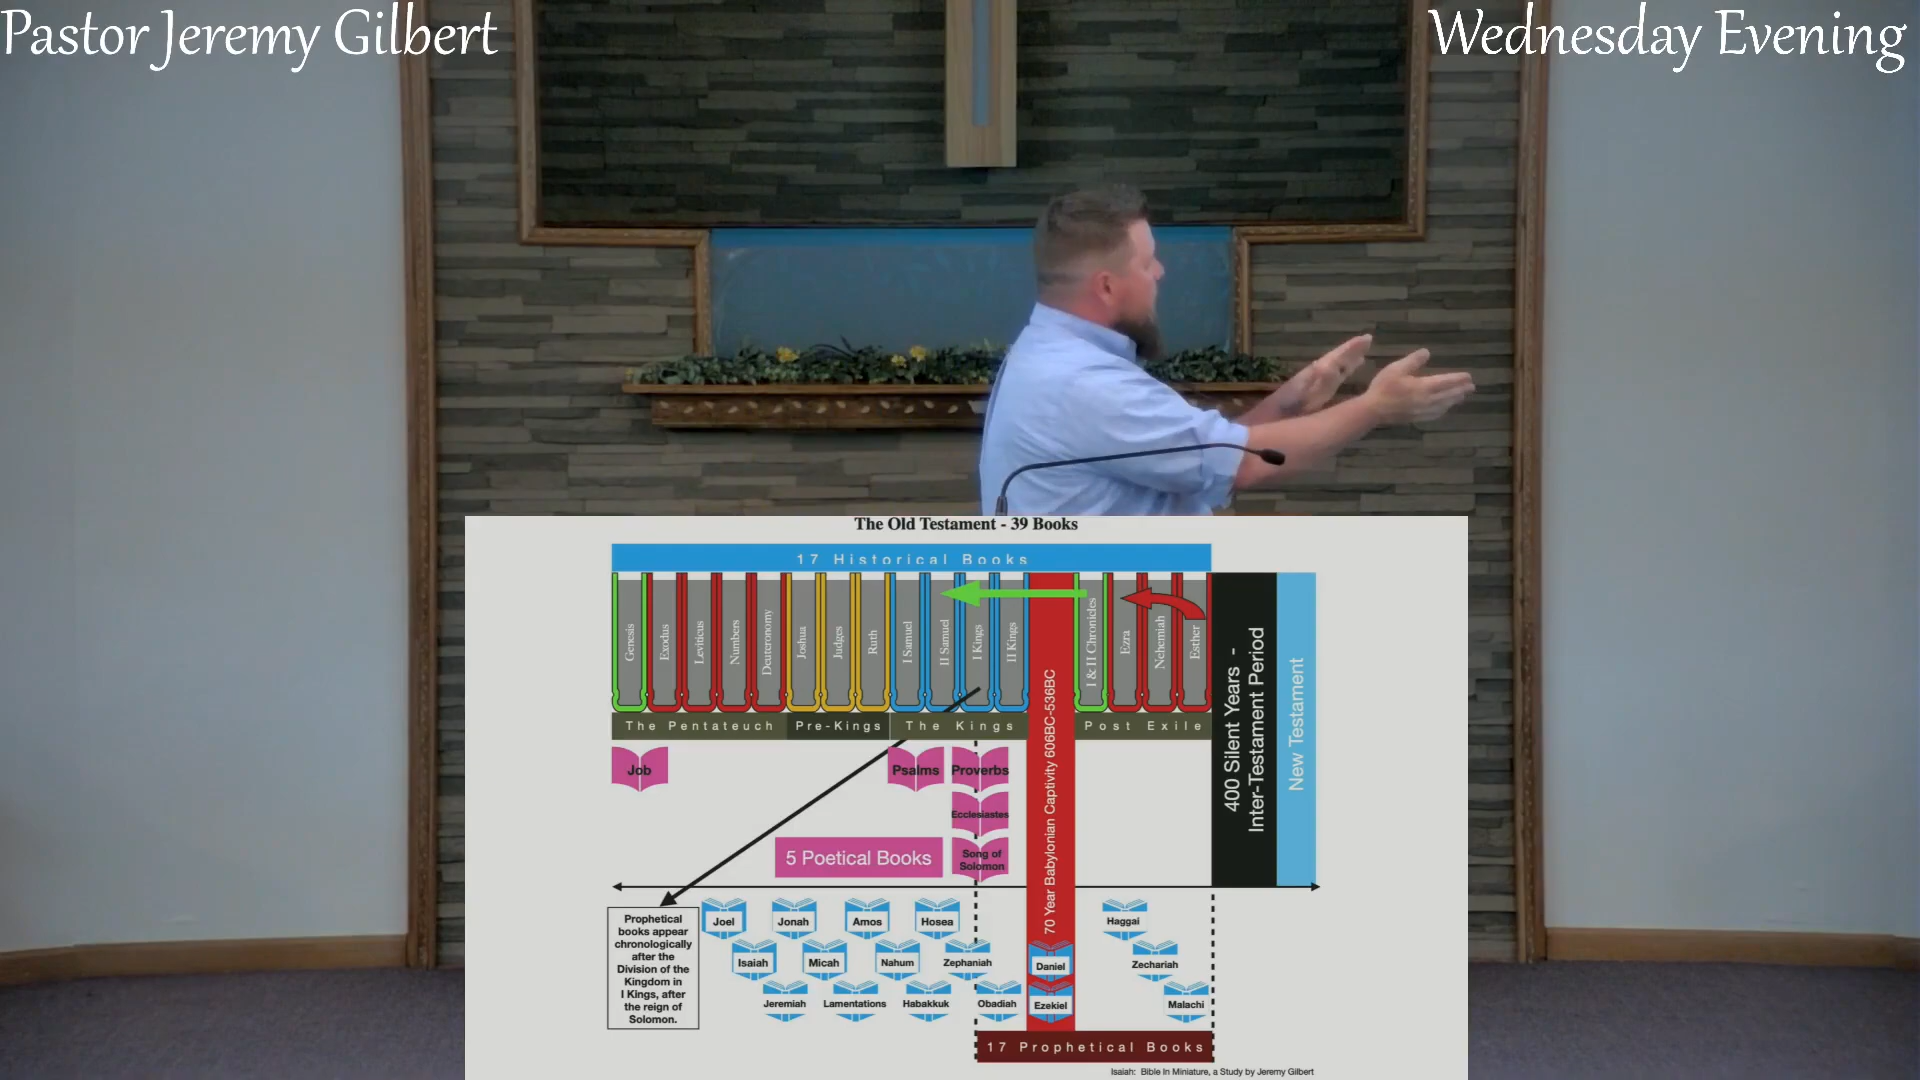 Pastor Jeremy Gilbert
Wednesday Evening
The Old Testament - 39 Books
17 Historical Books
Genesis
Exodus
Leviticus
Numbers
Deuteronomy
Joshua
Judges
Ruth
I Samuel
II Samuel
I Kings
II Kings
I & II Chronicles
Ezra
Nehemiah
Esther
The Pentateuch
Pre-Kings
The Kings
Post Exile
70 Year Babylonian Captivity 606BC-536BC
400 Silent Years -
Inter-Testament Period
New Testament
Job
Psalms
Proverbs
Ecclesiastes
5 Poetical Books
Song of
Solomon
Prophetical
books appear
chronologically
after the
Division of the
Kingdom in
I Kings, after
the reign of
Solomon.
Joel
Jonah
Amos
Hosea
Haggai
Isaiah
Micah
Nahum
Zephaniah
Daniel
Zechariah
Jeremiah
Lamentations
Habakkuk
Obadiah
Ezekiel
Malachi
17 Prophetical Books
Isaiah: Bible In Miniature, a Study by Jeremy Gilbert